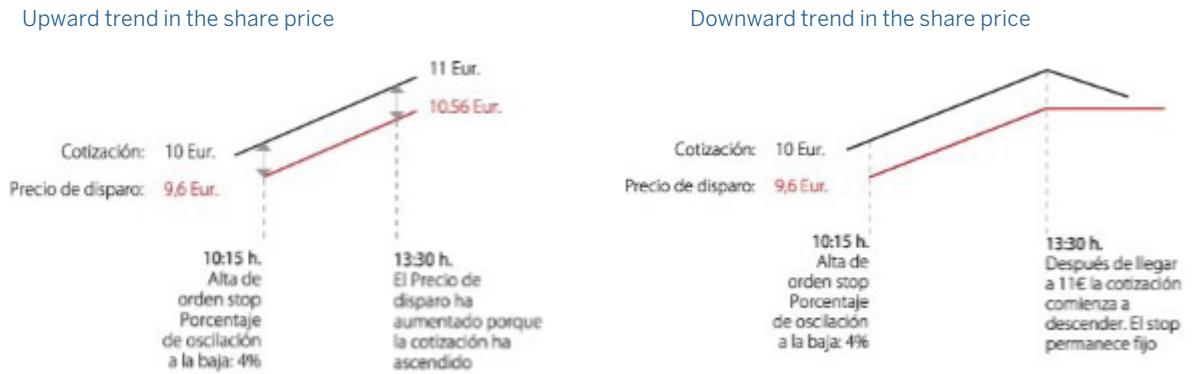 Upward trend in the share price
11 Eur.
10.56 Eur.
Cotización: 10 Eur.
Precio de disparo: 9,6 Eur.
10:15 h.
Alta de
orden stop
Porcentaje
de oscilación
a la baja: 4%
13:30 h.
El Precio de
disparo ha
aumentado porque
la cotización ha
ascendido
Downward trend in the share price
Cotización: 10 Eur.
Precio de disparo: 9,6 Eur.
10:15 h.
Alta de
orden stop
Porcentaje
de oscilación
a la baja: 4%
13:30 h.
Después de llegar
a 11€ la cotización
comienza a
descender. El stop
permanece fijo